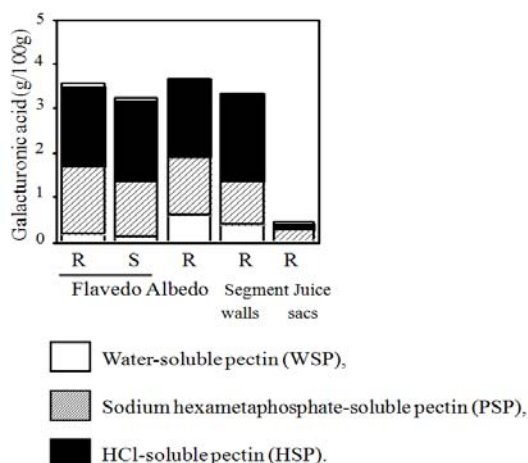 Galacturonic acid (g/100g)
5
4
3
2
1
0
R S R R R
Flavedo Albedo Segment Juice
walls sacs
Water-soluble pectin (WSP),
Sodium hexametaphosphate-soluble pectin (PSP),
HCl-soluble pectin (HSP).